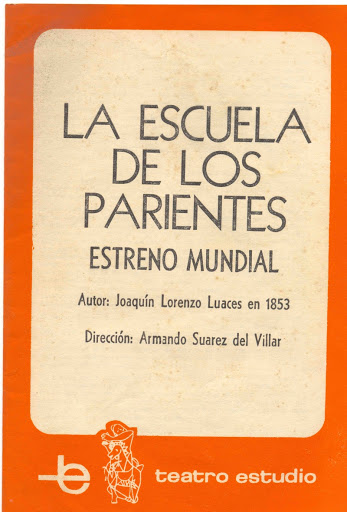 LA ESCUELA
DE LOS
PARIENTES
ESTRENO MUNDIAL
Autor: Joaquín Lorenzo Luaces en 1853
Dirección: Armando Suarez del Villar
te teatro estudio